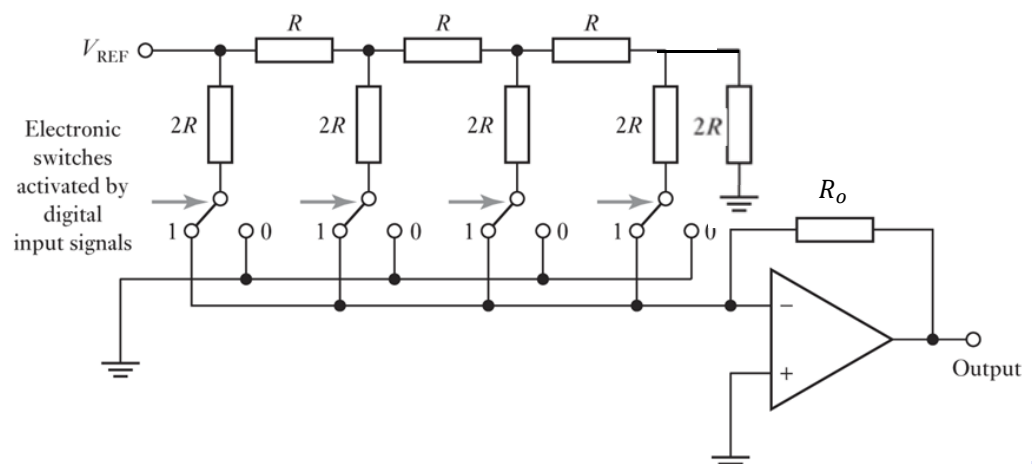 R
R
R
V_REF
2R
2R
2R
2R
2R
Electronic
switches
activated by
digital
input signals
R_o
1
0
1
0
1
0
1
0
−
+
Output